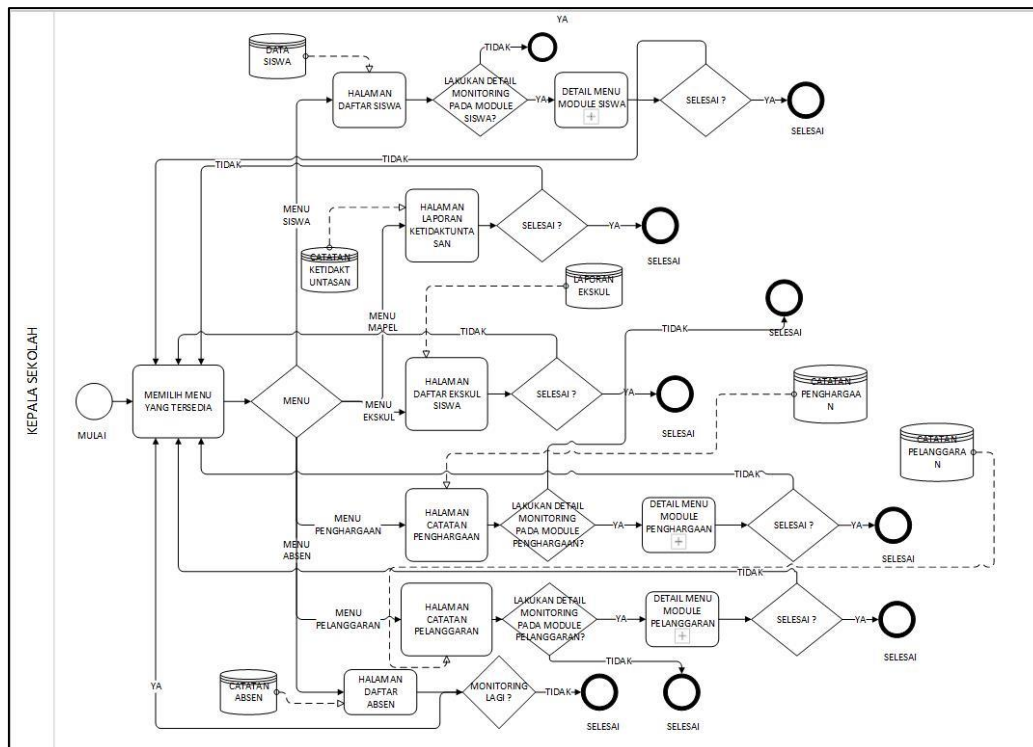 KEPALA SEKOLAH
YA
DATA
SISWA
TIDAK
HALAMAN
DAFTAR SISWA
LAKUKAN DETAIL
MONITORING
PADA MODULE
SISWA?
YA
DETAIL MENU
MODULE SISWA
SELESAI ?
YA
SELESAI
TIDAK
TIDAK
MENU
SISWA
HALAMAN
LAPORAN
KETIDAKTUNTA
SAN
SELESAI ?
YA
SELESAI
CATATAN
KETIDAKT
UNTASAN
LAPORAN
EKSKUL
MENU
MAPEL
TIDAK
TIDAK
SELESAI
MULAI
MEMILIH MENU
YANG TERSEDIA
MENU
MENU
EKSKUL
HALAMAN
DAFTAR EKSKUL
SISWA
SELESAI ?
YA
SELESAI
CATATAN
PENGHARGAA
N
CATATAN
PELANGGARA
N
TIDAK
MENU
PENGHARGAAN
HALAMAN
CATATAN
PENGHARGAAN
LAKUKAN DETAIL
MONITORING
PADA MODULE
PENGHARGAAN?
YA
DETAIL MENU
MODULE
PENGHARGAAN
SELESAI ?
YA
SELESAI
MENU
ABSEN
TIDAK
MENU
PELANGGARAN
HALAMAN
CATATAN
PELANGGARAN
LAKUKAN DETAIL
MONITORING
PADA MODULE
PELANGGARAN?
YA
DETAIL MENU
MODULE
PELANGGARAN
SELESAI ?
YA
SELESAI
TIDAK
YA
CATATAN
ABSEN
HALAMAN
DAFTAR
ABSEN
MONITORING
LAGI ?
TIDAK
SELESAI
SELESAI